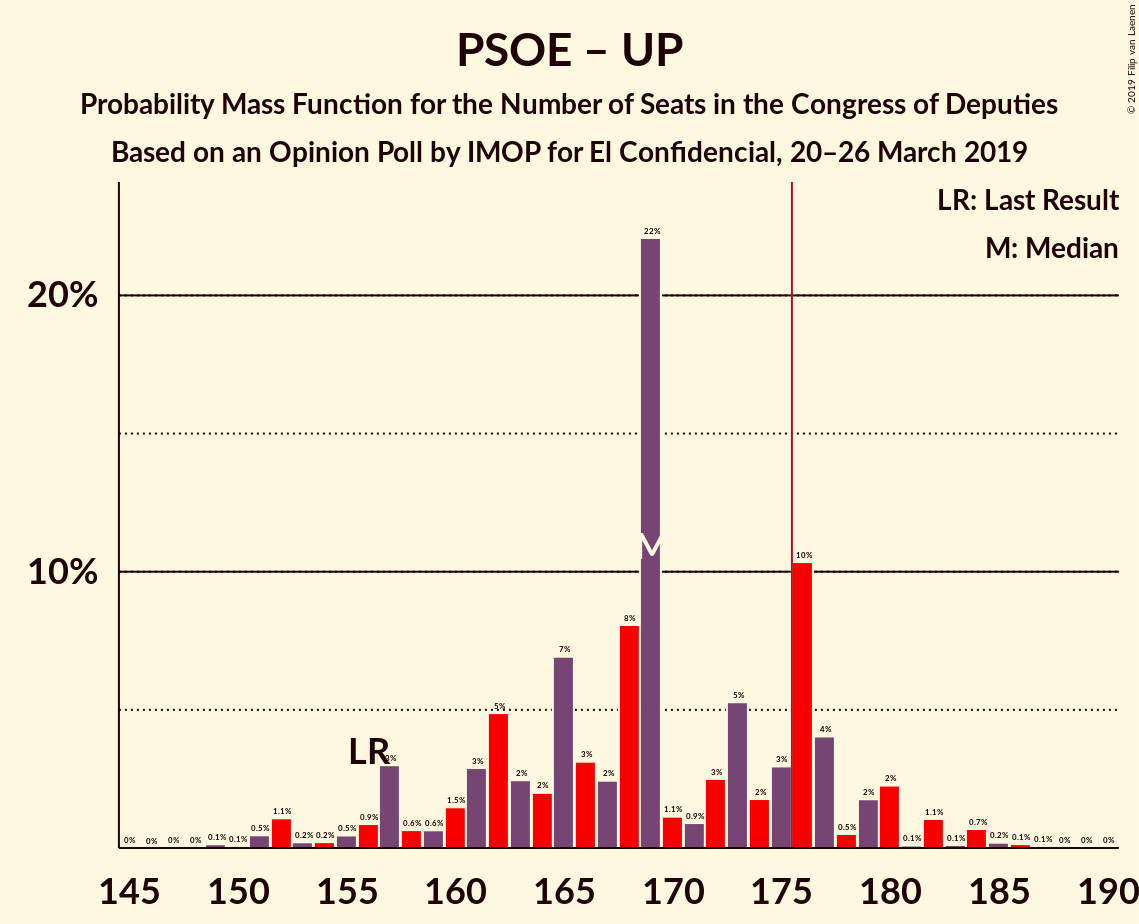 © 2019 Filip van Laenen
PSOE – UP
Probability Mass Function for the Number of Seats in the Congress of Deputies
Based on an Opinion Poll by IMOP for El Confidencial, 20–26 March 2019
LR: Last Result
M: Median
20%
10%
LR
M
0% 0% 0% 0% 0.1% 0.1% 0.5% 1.1% 0.2% 0.2% 0.5% 0.9% 3% 0.6% 0.6% 1.5% 3% 5% 2% 2% 7% 3% 2% 8% 22% 1.1% 0.9% 3% 5% 2% 3% 10% 4% 0.5% 2% 2% 0.1% 1.1% 0.1% 0.7% 0.2% 0.1% 0.1% 0% 0% 0%
145 150 155 160 165 170 175 180 185 190